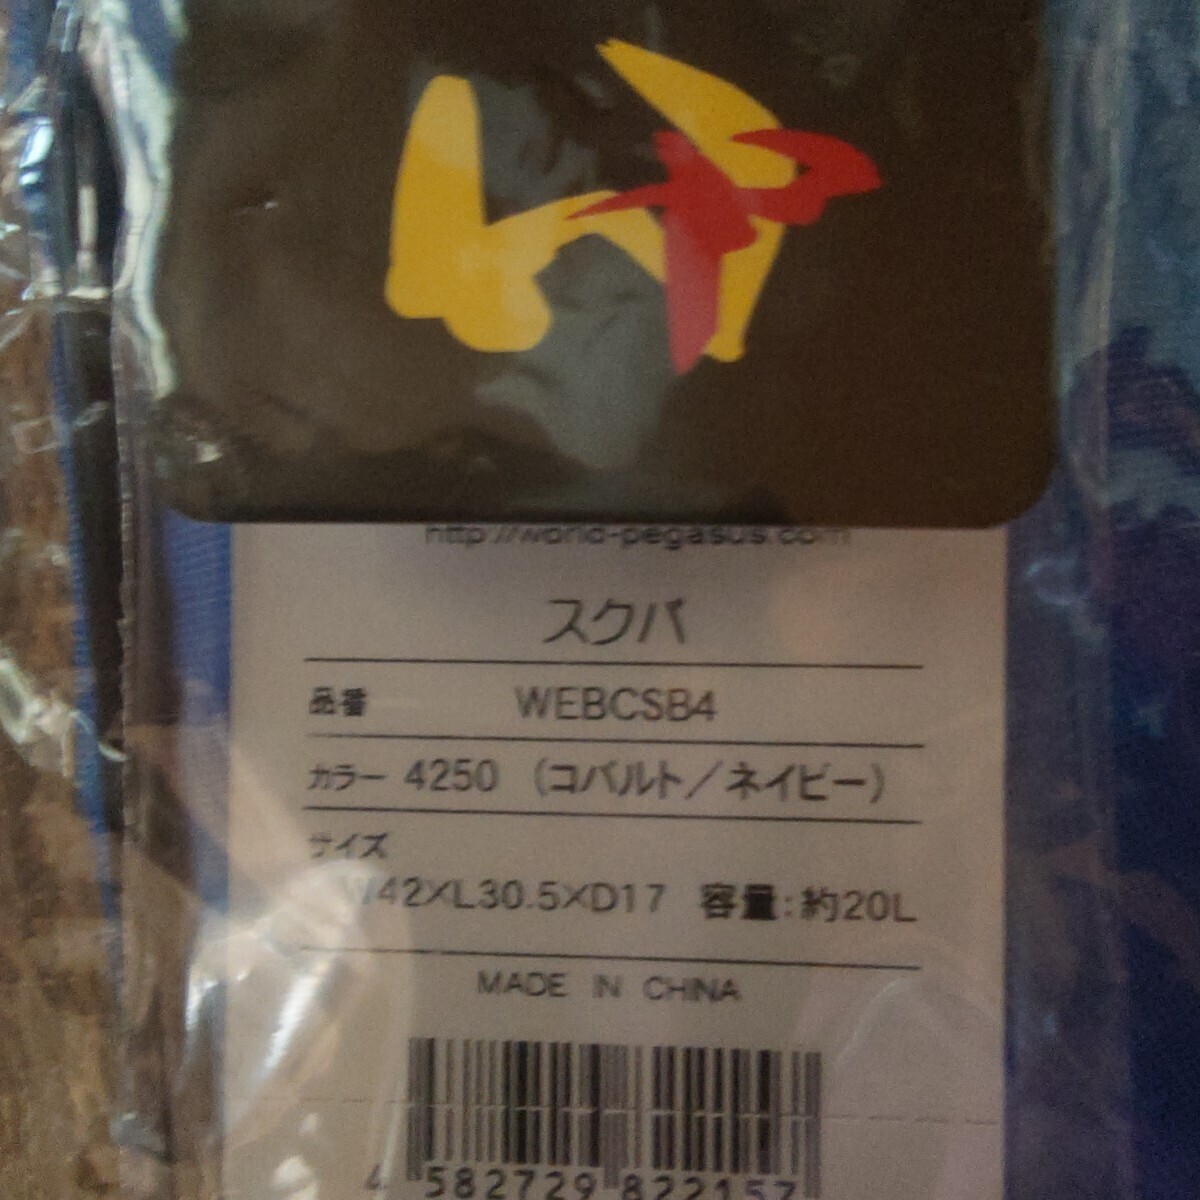 http://world-pegasus.com
スクバ
品番 WEBCSB4
カラー 4250 (コバルト/ネイビー)
サイズ
W42×L30.5×D17 容量:約20L
MADE IN CHINA
4 582729 822157